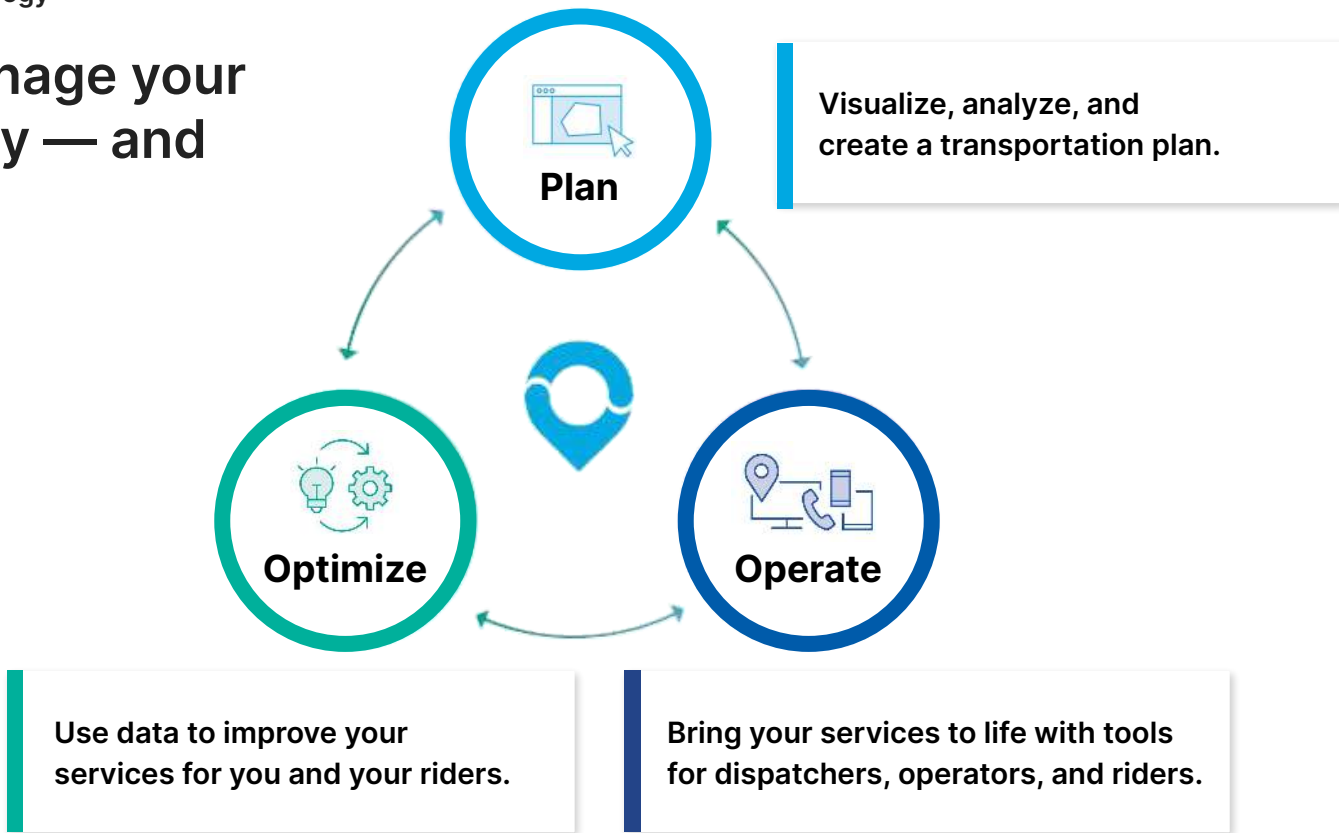 your
— and
Plan
Visualize, analyze, and
create a transportation plan.
Optimize
Operate
Use data to improve your
services for you and your riders.
Bring your services to life with tools
for dispatchers, operators, and riders.